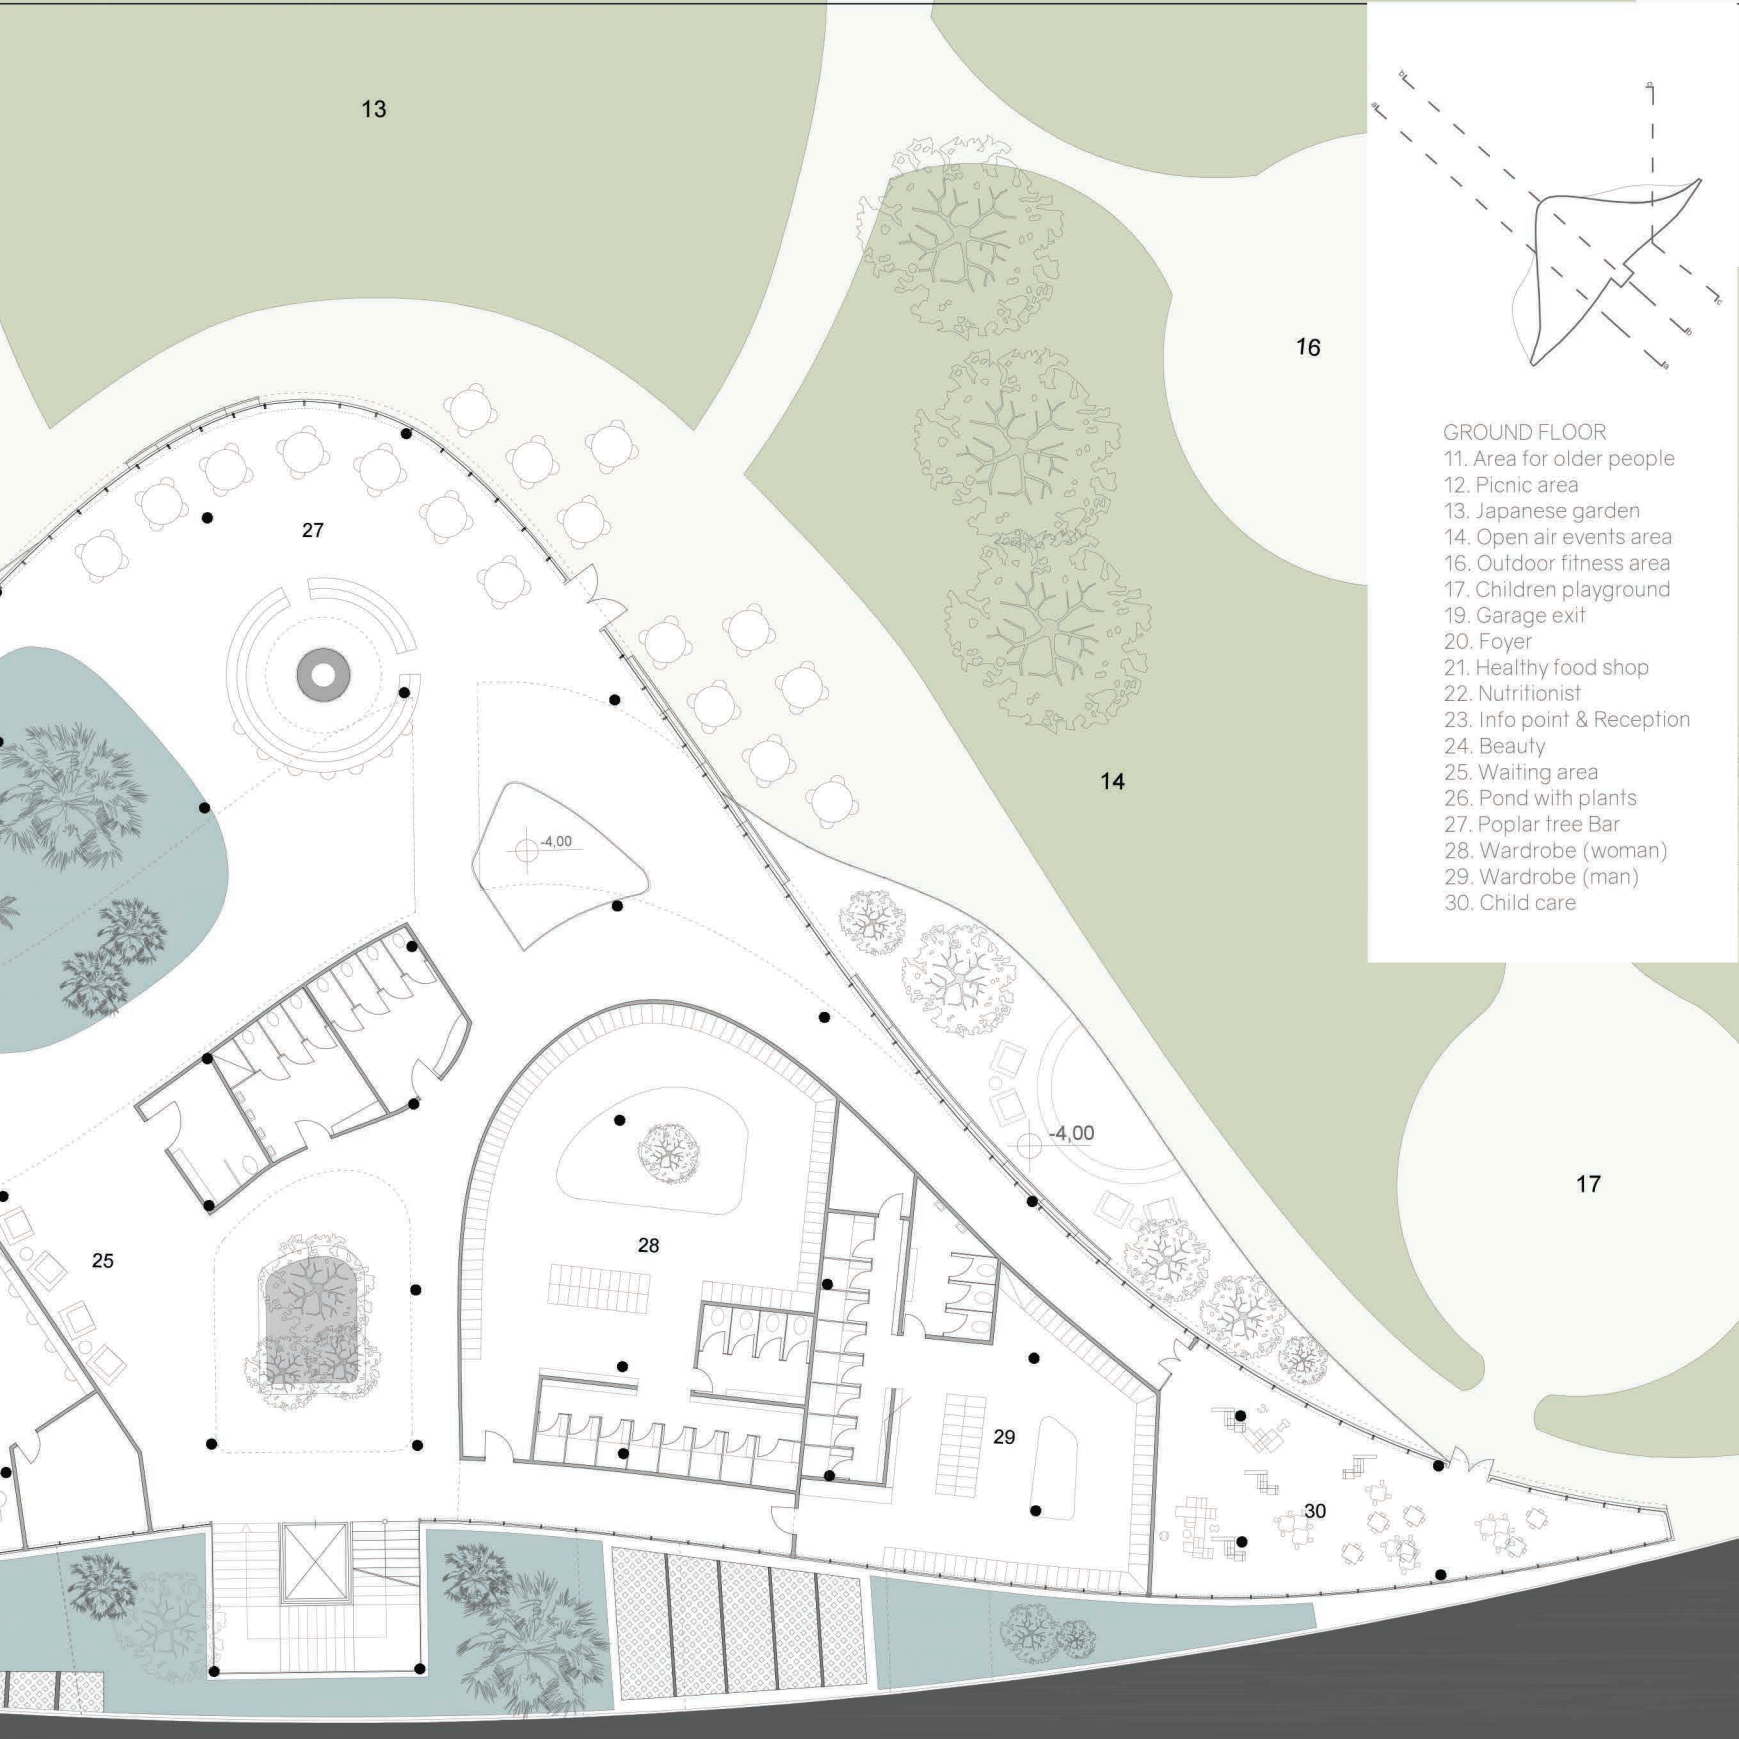 13
16
27
-4,00
14
-4,00
17
25
28
29
30
b
a
c
c
b
a
GROUND FLOOR
11. Area for older people
12. Picnic area
13. Japanese garden
14. Open air events area
16. Outdoor fitness area
17. Children playground
19. Garage exit
20. Foyer
21. Healthy food shop
22. Nutritionist
23. Info point & Reception
24. Beauty
25. Waiting area
26. Pond with plants
27. Poplar tree Bar
28. Wardrobe (woman)
29. Wardrobe (man)
30. Child care